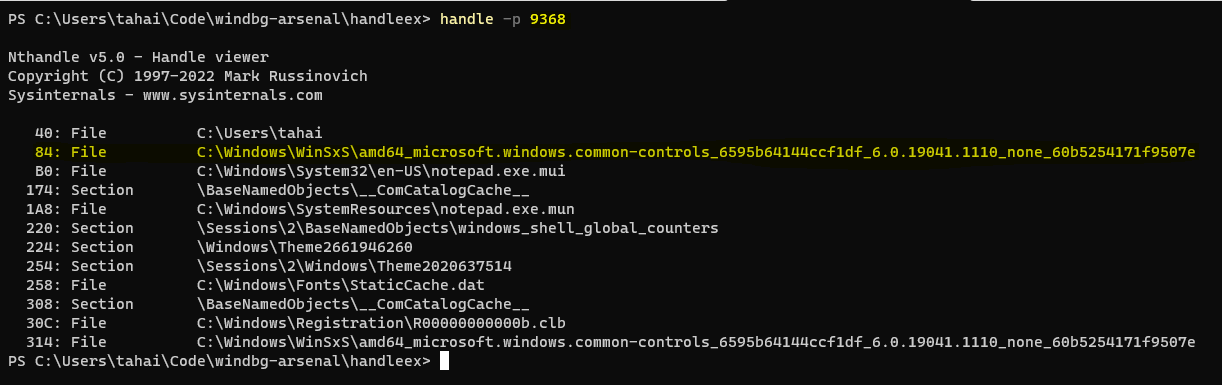 PS C:\Users\tahai\Code\windbg-arsenal\handleex> handle -p 9368
Nthandle v5.0 - Handle viewer
Copyright (C) 1997-2022 Mark Russinovich
Sysinternals - www.sysinternals.com
40: File C:\Users\tahai
84: File C:\Windows\WinSxS\amd64_microsoft.windows.common-controls_6595b64144ccf1df_6.0.19041.1110_none_60b5254171f9507e
B0: File C:\Windows\System32\en-US\notepad.exe.mui
174: Section \BaseNamedObjects\__ComCatalogCache__
1A8: File C:\Windows\SystemResources\notepad.exe.mun
220: Section \Sessions\2\BaseNamedObjects\windows_shell_global_counters
224: Section \Windows\Theme2661946260
254: Section \Sessions\2\Windows\Theme2020637514
258: File C:\Windows\Fonts\StaticCache.dat
308: Section \BaseNamedObjects\__ComCatalogCache__
30C: File C:\Windows\Registration\R00000000000b.clb
314: File C:\Windows\WinSxS\amd64_microsoft.windows.common-controls_6595b64144ccf1df_6.0.19041.1110_none_60b5254171f9507e
PS C:\Users\tahai\Code\windbg-arsenal\handleex>